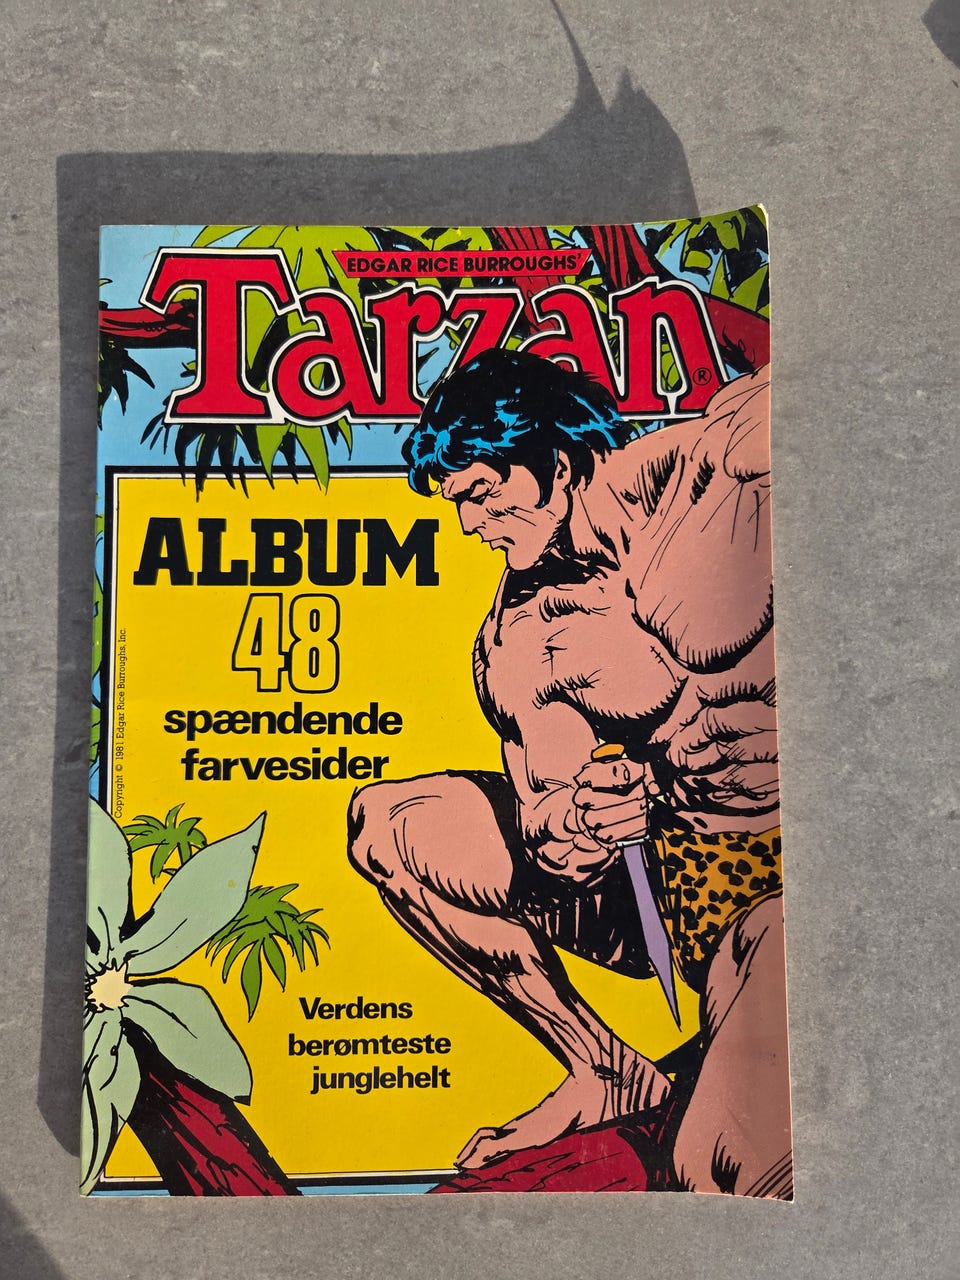 EDGAR RICE BURROUGHS'
Tarzan
®
ALBUM
48
spændende
farvesider
Copyright © 1981 Edgar Rice Burroughs, Inc.
Verdens
berømteste
junglehelt